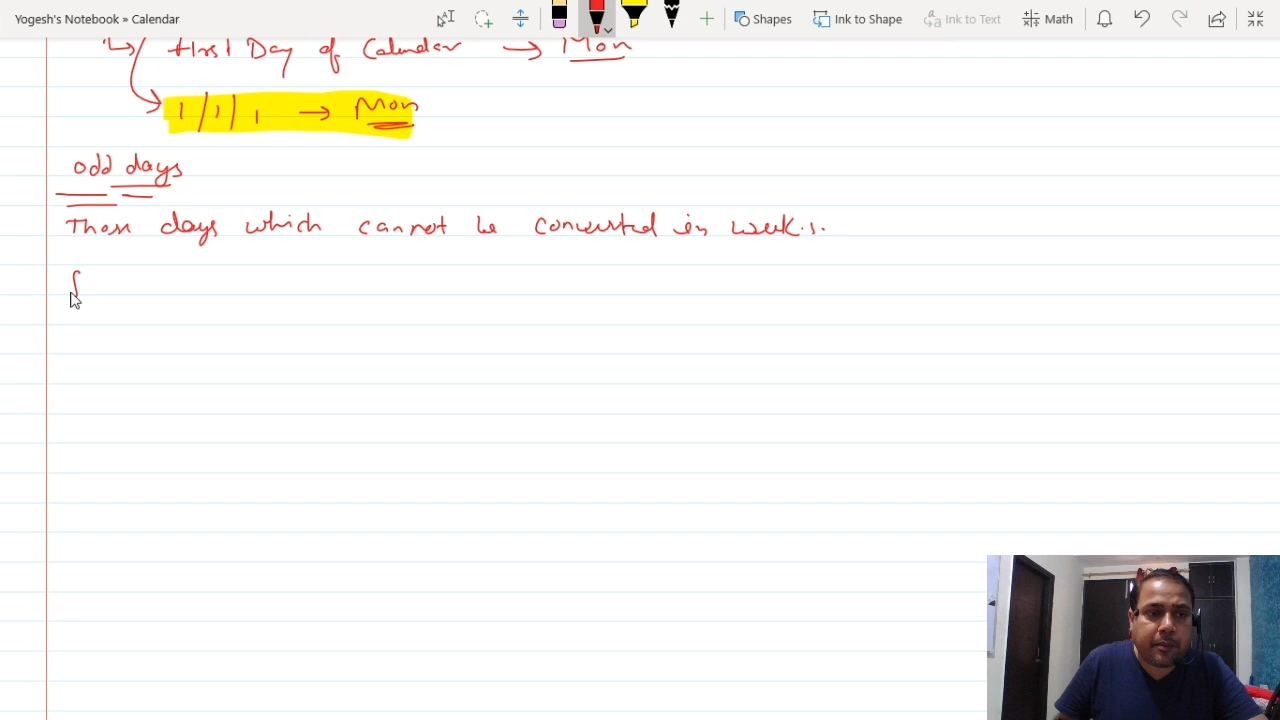 Yogesh's Notebook » Calendar
Shapes
Ink to Shape
Ink to Text
Math
First Day of Calendar → Mon
1/1/1 → Mon
odd days
Those days which cannot be converted in weeks.